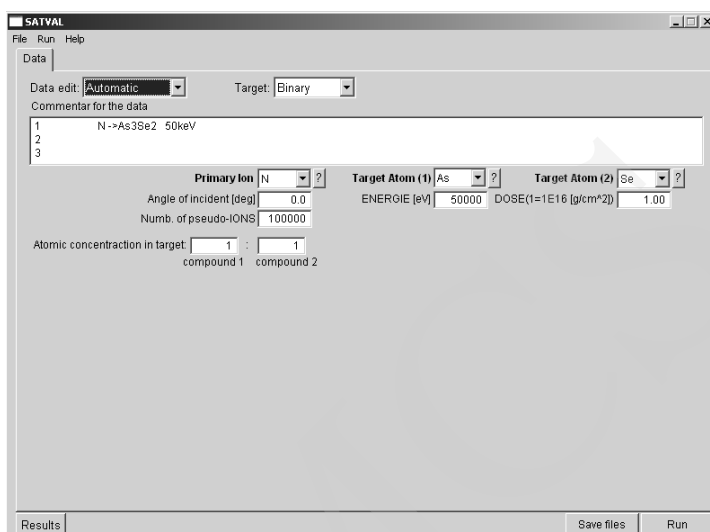 SATVAL
File Run Help
Data
Data edit: Automatic Target: Binary
Commentar for the data
1 N->As3Se2 50keV
2
3
Primary Ion N ? Target Atom (1) As ? Target Atom (2) Se ?
Angle of incident [deg] 0.0 ENERGIE [eV] 50000 DOSE(1=1E16 [g/cm^2]) 1.00
Numb. of pseudo-IONS 100000
Atomic concentration in target: 1 : 1
compound 1 compound 2
Results Save files Run